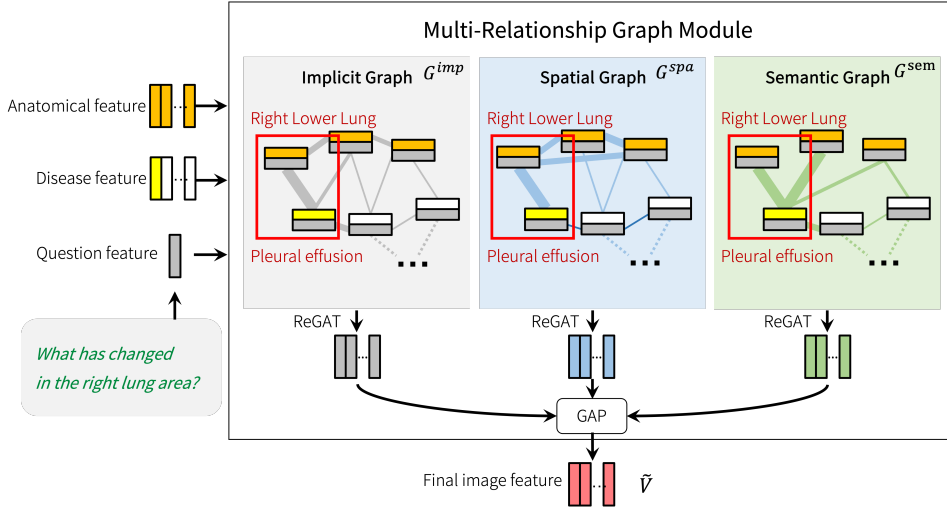 Multi-Relationship Graph Module
Implicit Graph G^imp
Spatial Graph G^spa
Semantic Graph G^sem
Anatomical feature
Disease feature
Question feature
What has changed
in the right lung area?
Right Lower Lung
Pleural effusion
...
Right Lower Lung
Pleural effusion
...
Right Lower Lung
Pleural effusion
...
ReGAT
ReGAT
ReGAT
GAP
Final image feature
Ṽ